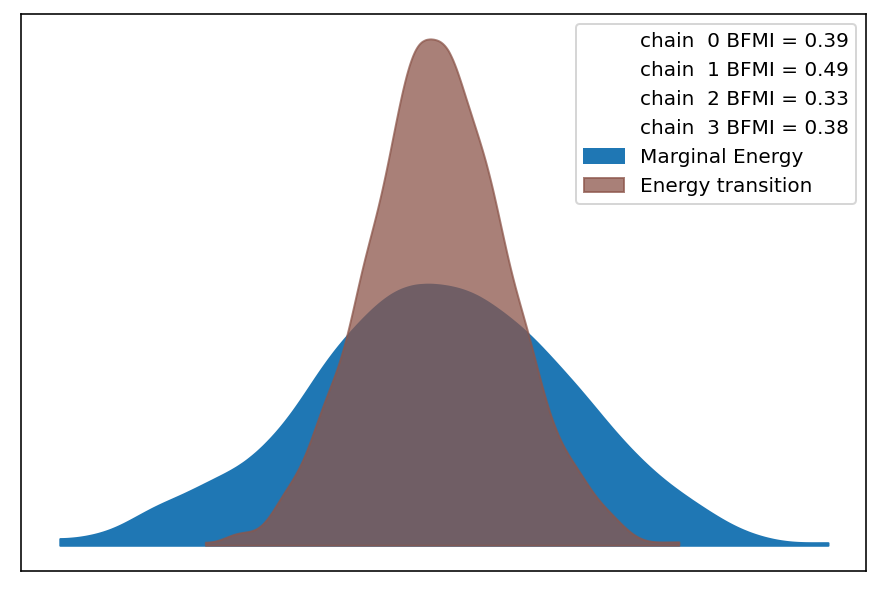 chain  0 BFMI = 0.39
chain  1 BFMI = 0.49
chain  2 BFMI = 0.33
chain  3 BFMI = 0.38
Marginal Energy
Energy transition